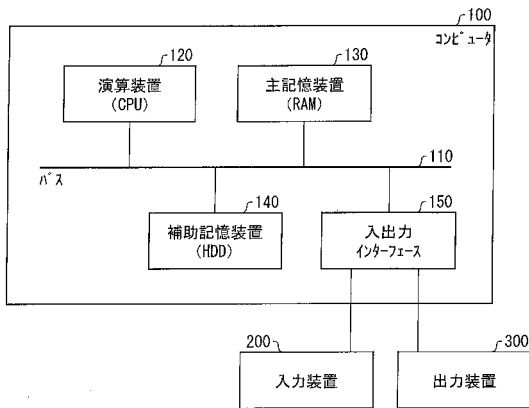 100
コンピュータ
120
130
演算装置
(CPU)
主記憶装置
(RAM)
110
バス
140
150
補助記憶装置
(HDD)
入出力
インターフェース
200
300
入力装置
出力装置